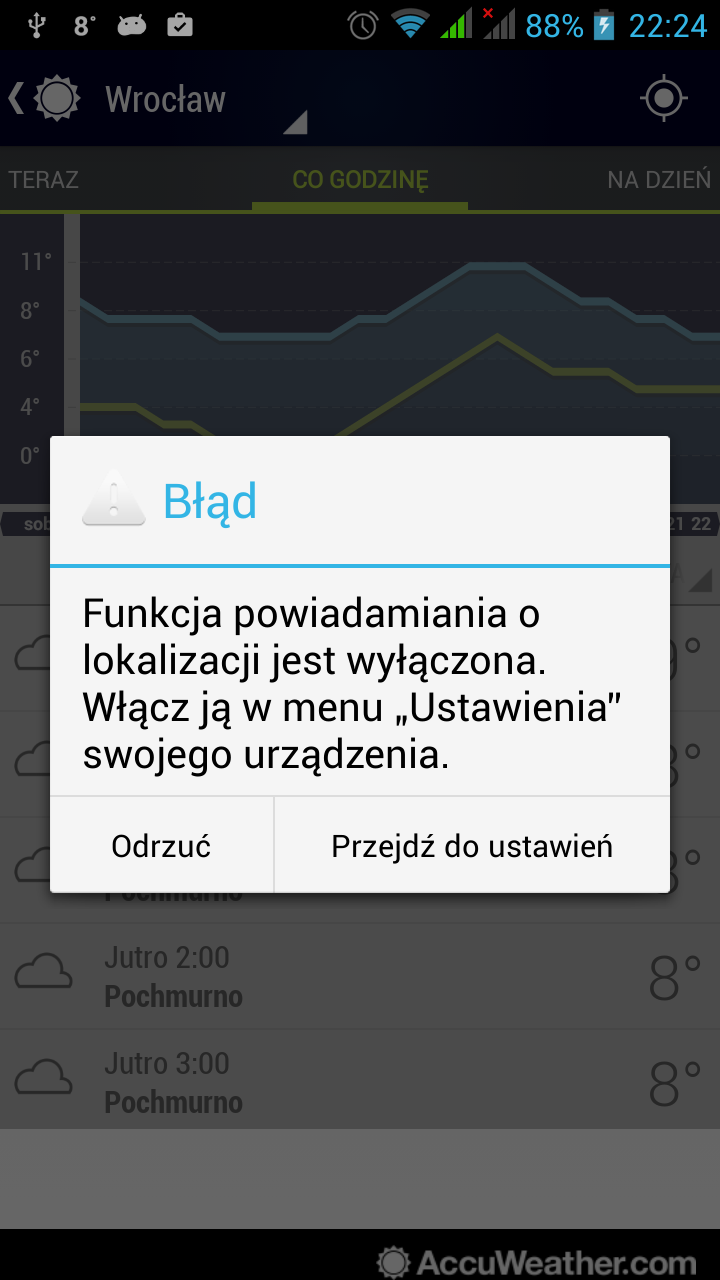 8° 88% 22:24
Wrocław
TERAZ CO GODZINĘ NA DZIEŃ
11°
8°
6°
4°
0°
21 22
Błąd
Funkcja powiadamiania o
lokalizacji jest wyłączona.
Włącz ją w menu „Ustawienia"
swojego urządzenia.
Odrzuć Przejdź do ustawień
Pochmurno
Jutro 2:00
Pochmurno 8°
Jutro 3:00
Pochmurno 8°
AccuWeather.com